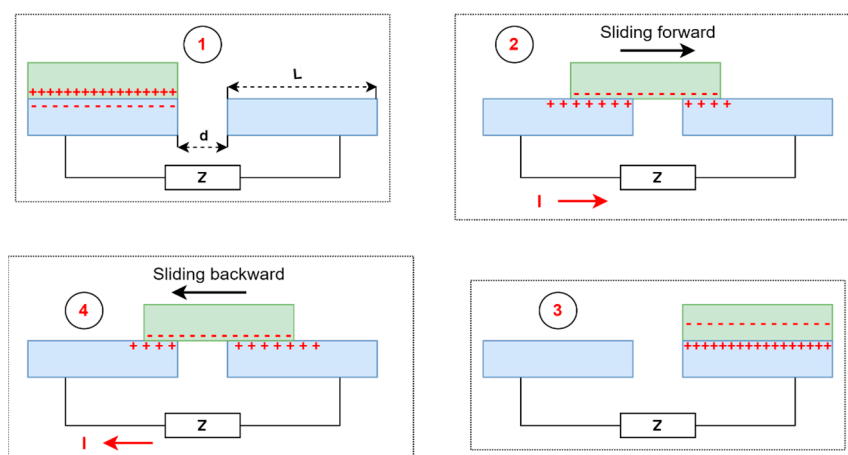 1
L
d
Z
2
Sliding forward
+ + + + + + +
+ + + +
Z
I
4
Sliding backward
+ + + +
+ + + + + + +
Z
I
3
Z